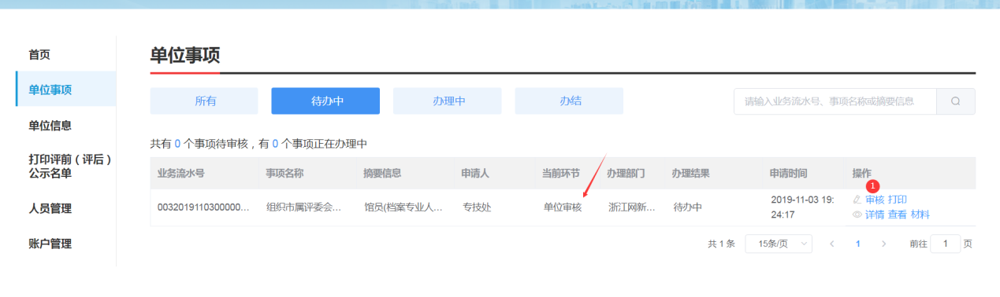 首页
单位事项
单位信息
打印评前（评后）
公示名单
人员管理
账户管理
单位事项
所有 待办中 办理中 办结 请输入业务流水号、事项名称或摘要信息
共有 0 个事项待审核，有 0 个事项正在办理中
业务流水号 事项名称 摘要信息 申请人 当前环节 办理部门 办理结果 申请时间 操作
1
0032019110300000... 组织市属评委会... 馆员(档案专业人... 专技处 单位审核 浙江网新... 待办中 2019-11-03 19: 审核 打印
24:17 详情 查看 材料
共 1 条 15条/页 < 1 > 前往 1 页